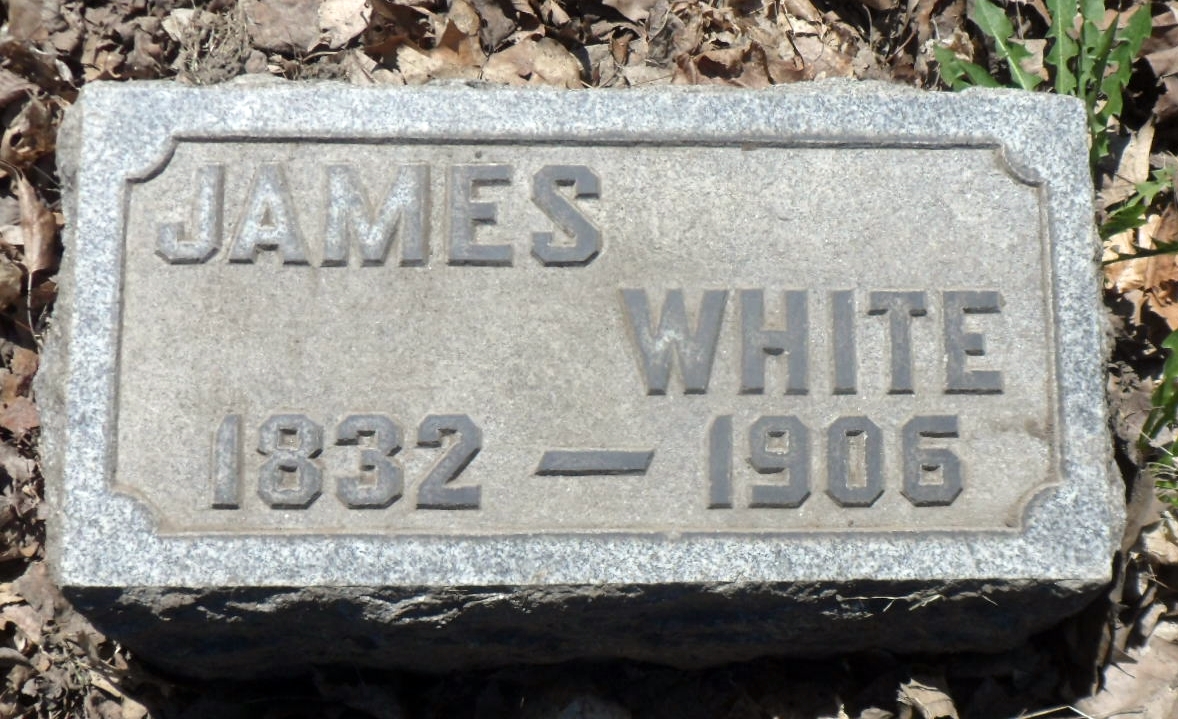 JAMES
WHITE
1832 — 1906